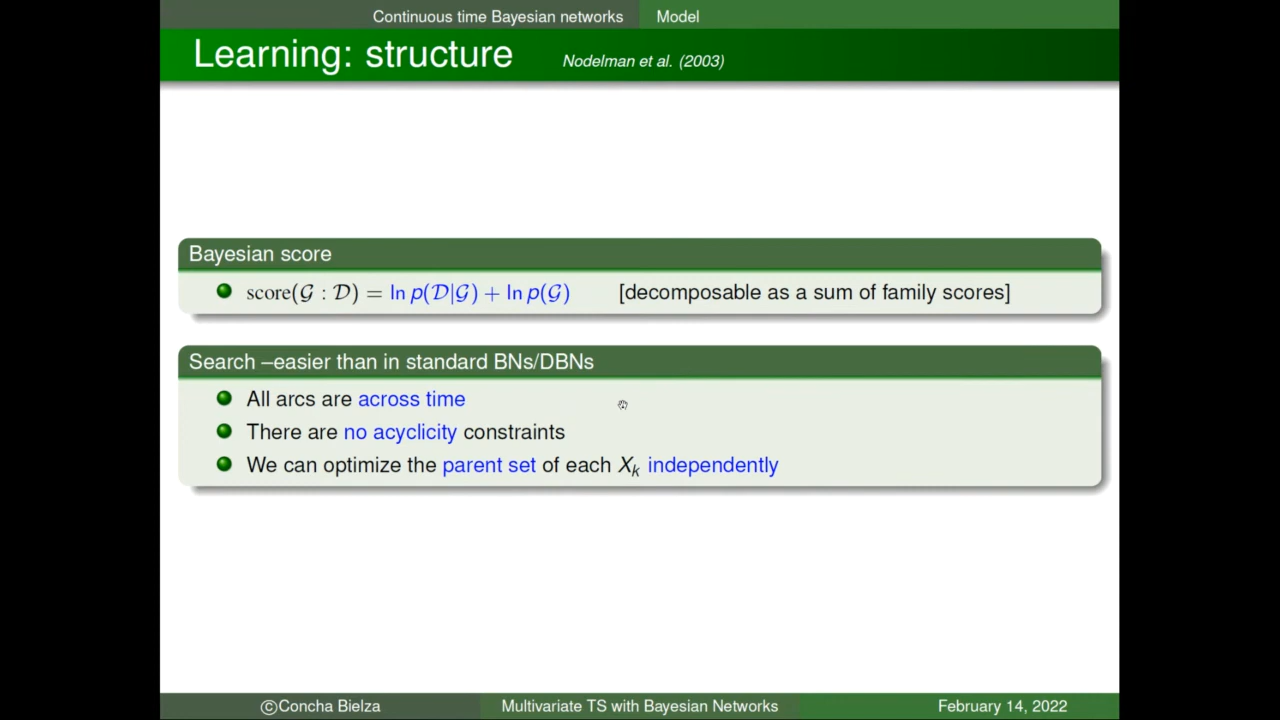 Continuous time Bayesian networks Model
Learning: structure Nodelman et al. (2003)
Bayesian score
score(𝒢 : 𝒟) = ln p(𝒟|𝒢) + ln p(𝒢) [decomposable as a sum of family scores]
Search –easier than in standard BNs/DBNs
All arcs are across time
There are no acyclicity constraints
We can optimize the parent set of each Xₖ independently
©Concha Bielza Multivariate TS with Bayesian Networks February 14, 2022